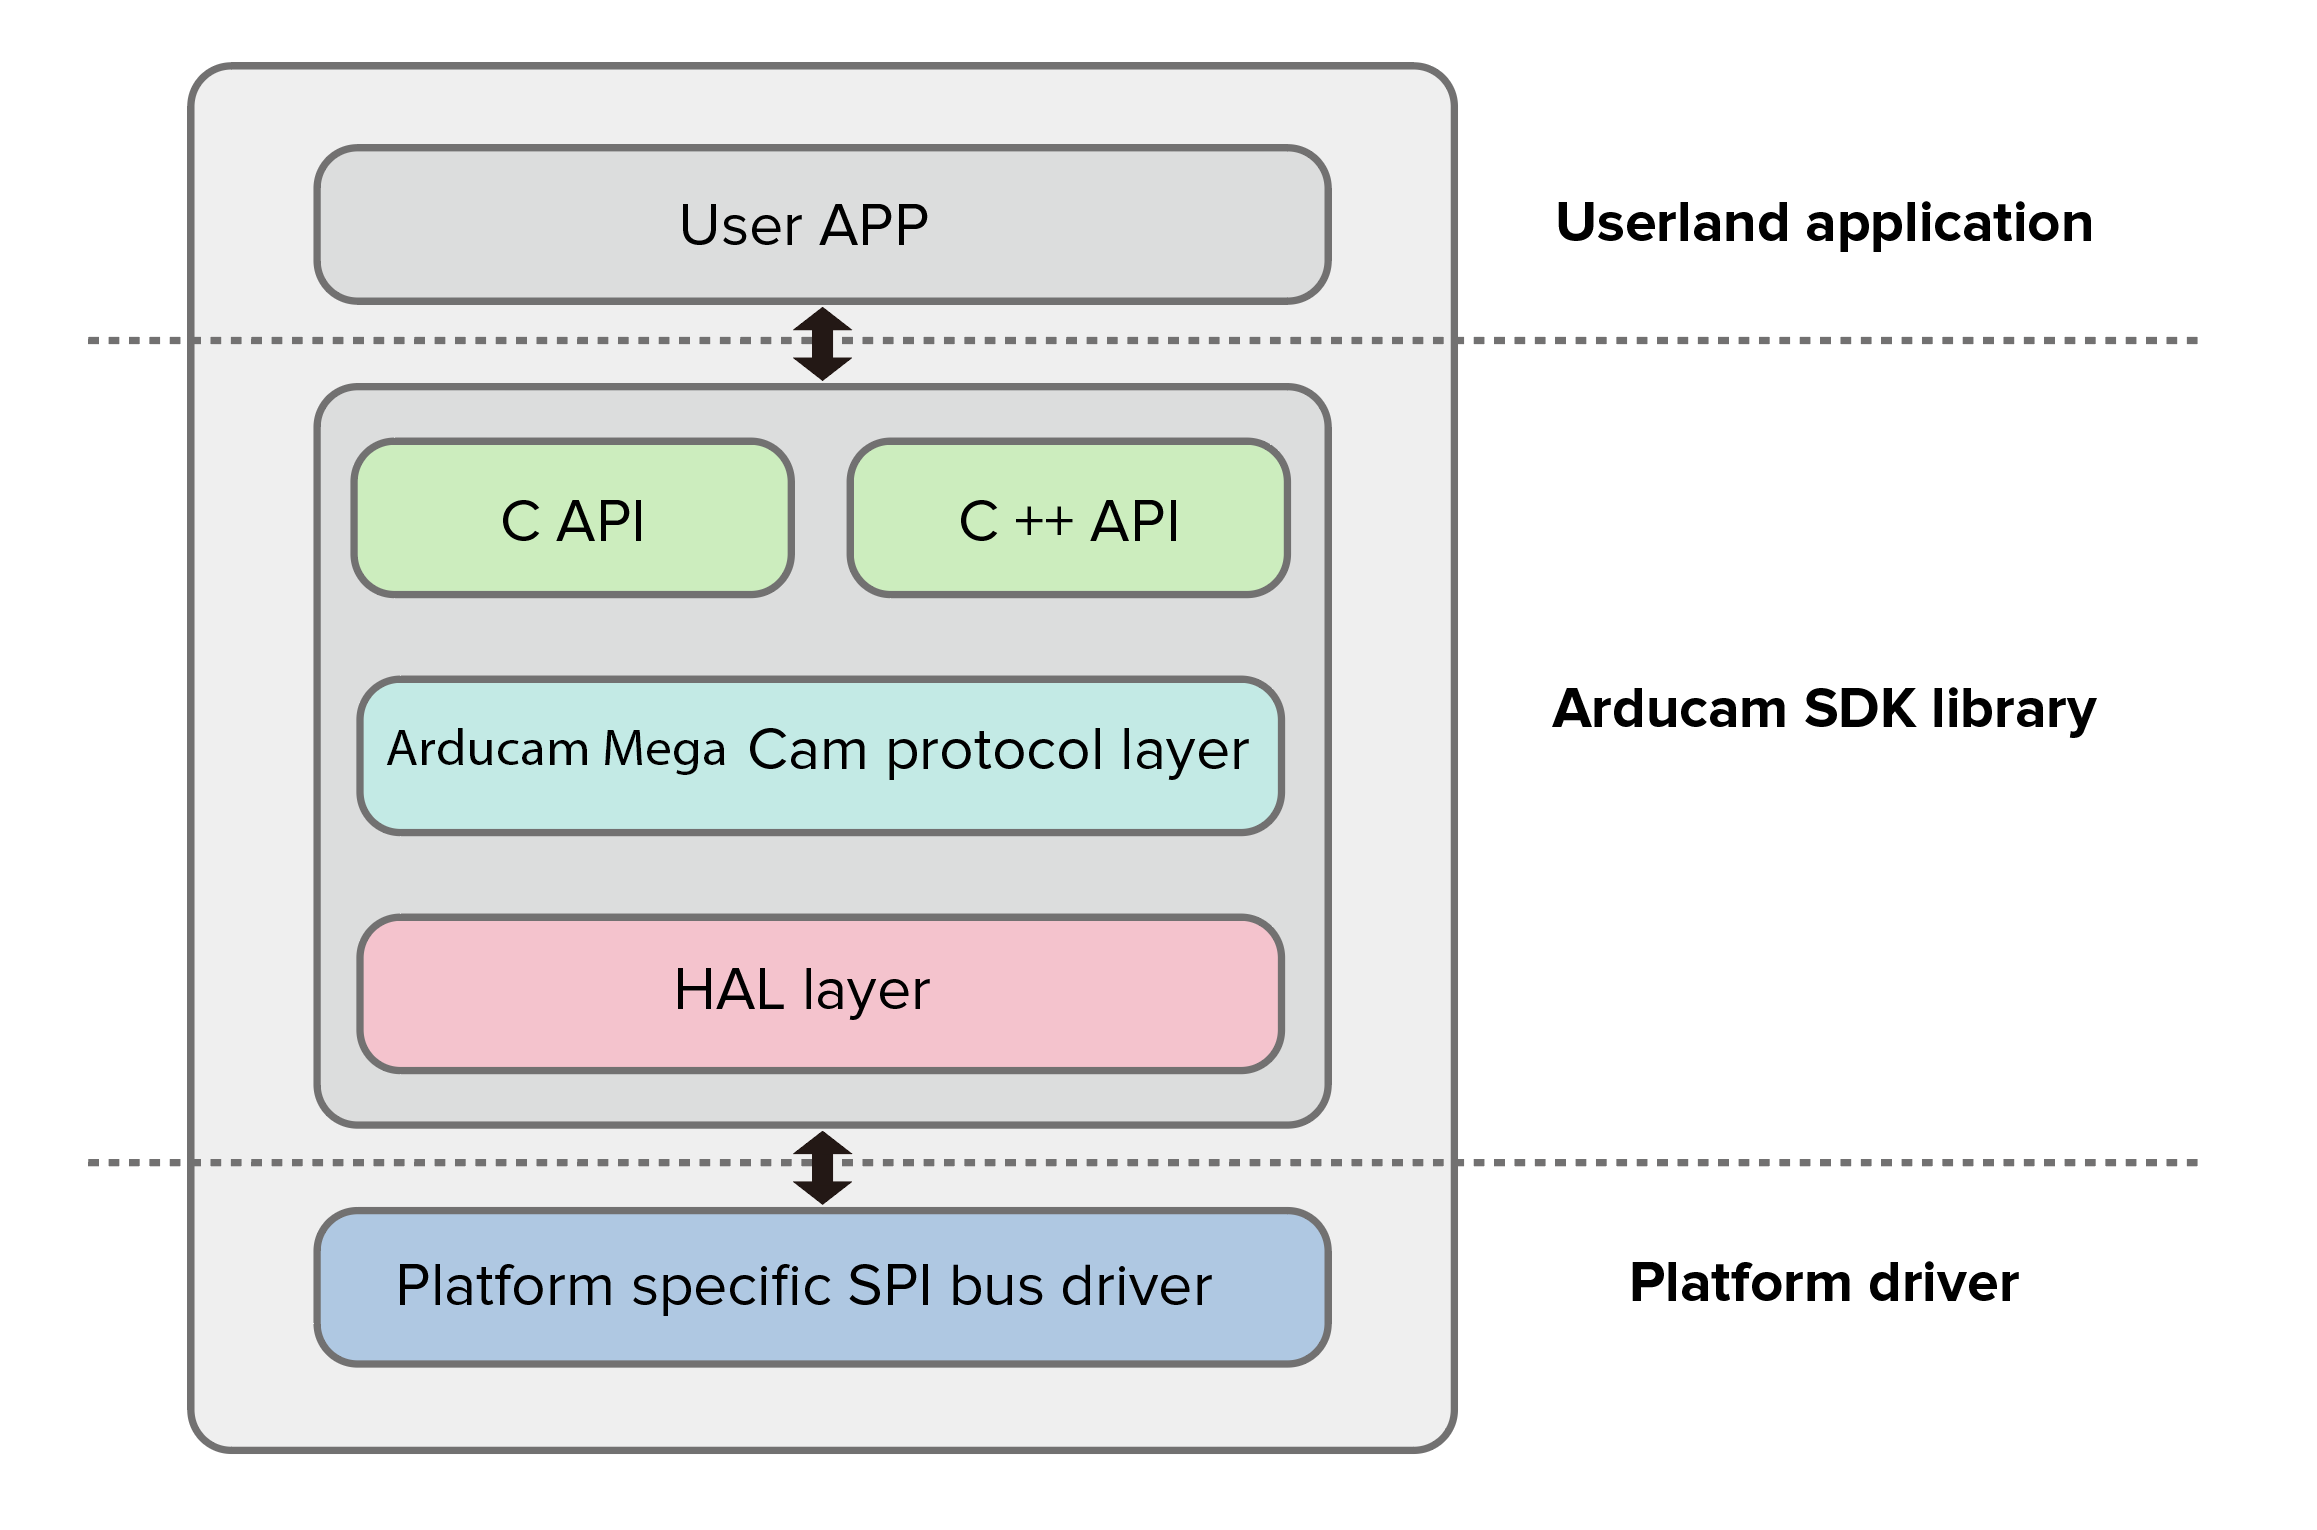 User APP
Userland application
C API
C ++ API
Arducam Mega Cam protocol layer
Arducam SDK library
HAL layer
Platform specific SPI bus driver
Platform driver